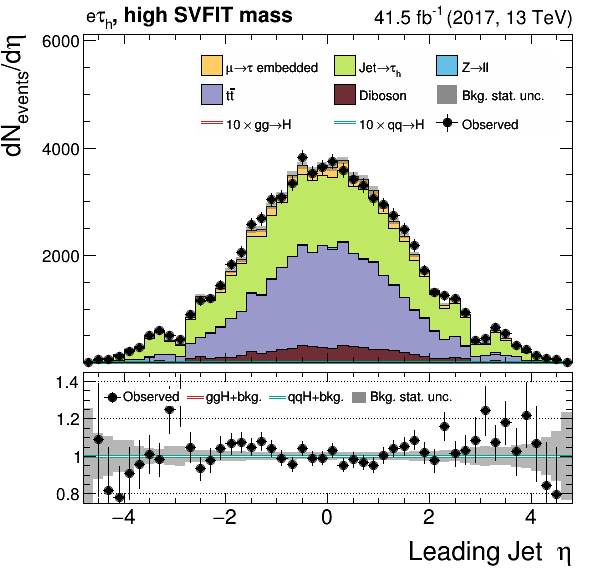 eτh, high SVFIT mass 41.5 fb-1 (2017, 13 TeV)
dNevents/dη
6000
4000
2000
μ→τ embedded Jet→τh Z→ll
tt̄ Diboson Bkg. stat. unc.
10 × gg→H 10 × qq→H Observed
1.4
1.2
1
0.8
Observed ggH+bkg. qqH+bkg. Bkg. stat. unc.
−4 −2 0 2 4
Leading Jet η